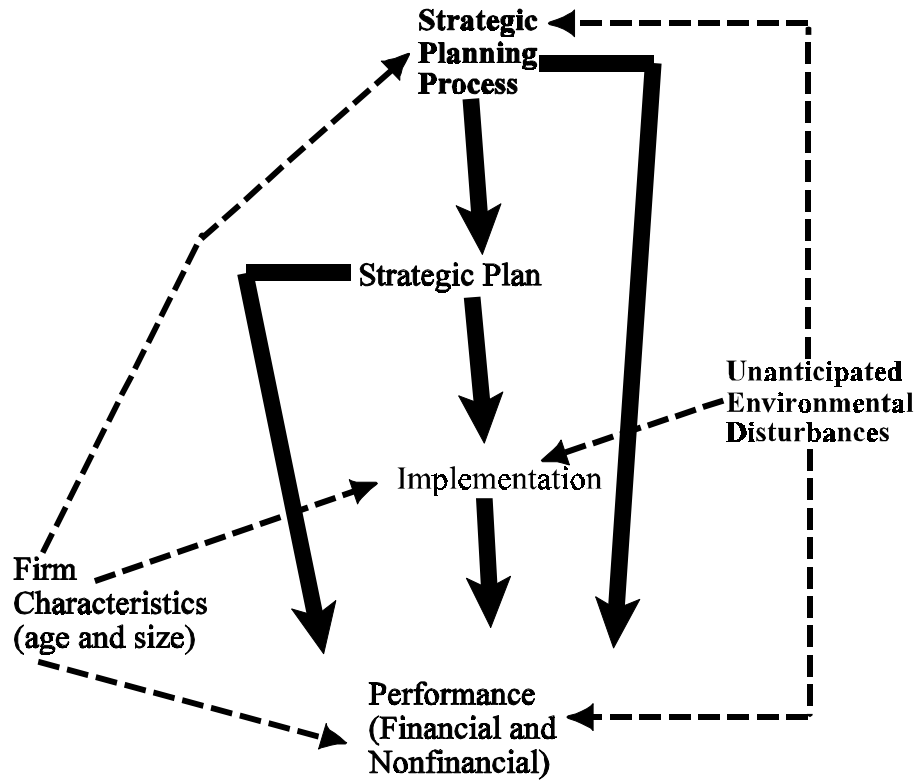 Strategic
Planning
Process
Strategic Plan
Unanticipated
Environmental
Disturbances
Implementation
Firm
Characteristics
(age and size)
Performance
(Financial and
Nonfinancial)